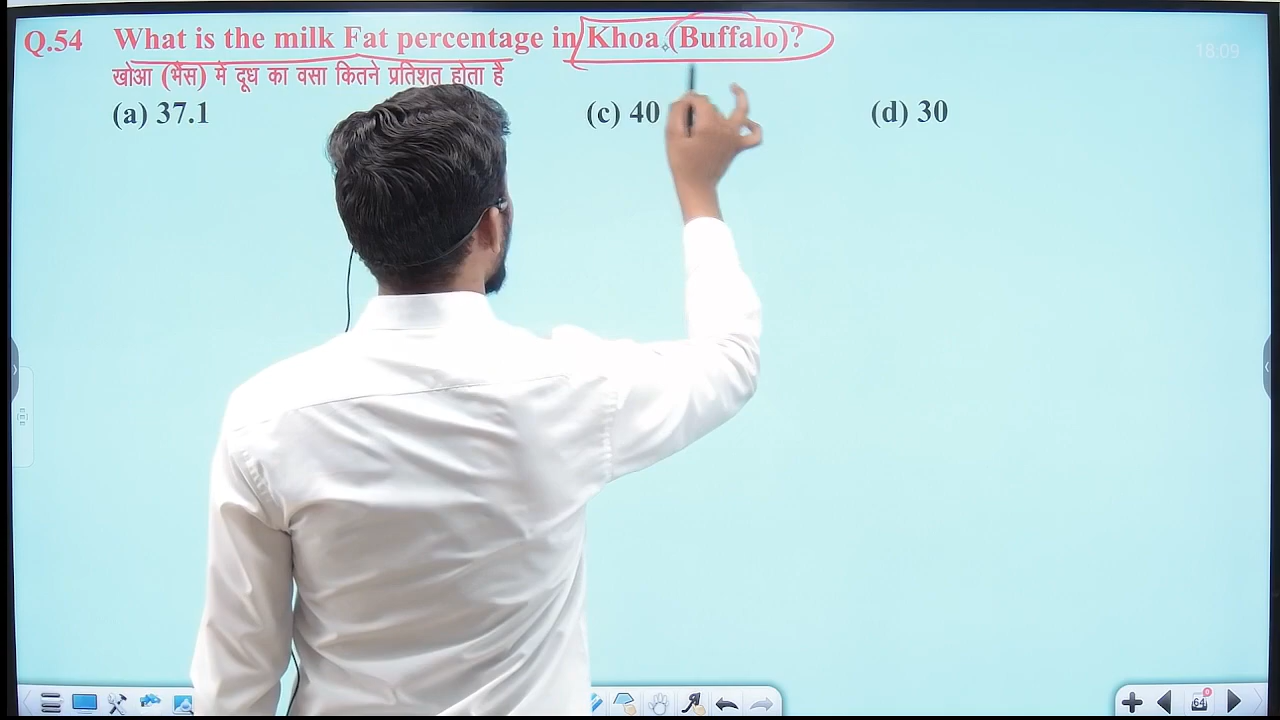 Q.54 What is the milk Fat percentage in Khoa (Buffalo)?
18:09
खोआ (भैंस) में दूध का वसा कितने प्रतिशत होता है
(a) 37.1 (c) 40 (d) 30
64